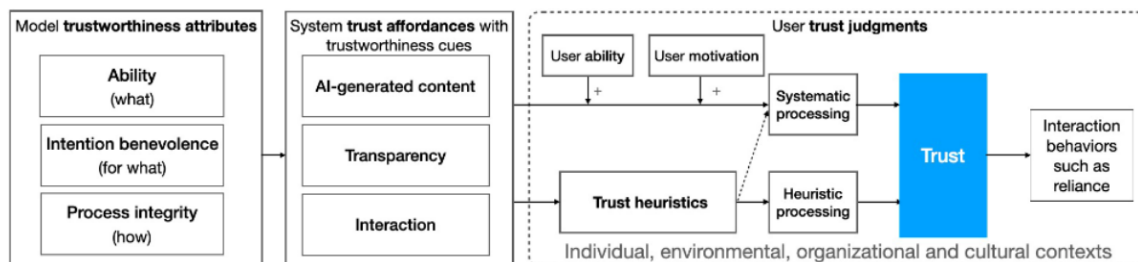 Model trustworthiness attributes
Ability
(what)
Intention benevolence
(for what)
Process integrity
(how)
System trust affordances with
trustworthiness cues
AI-generated content
Transparency
Interaction
User trust judgments
User ability
User motivation
+
+
Systematic
processing
Trust heuristics
Heuristic
processing
Trust
Interaction
behaviors
such as
reliance
Individual, environmental, organizational and cultural contexts